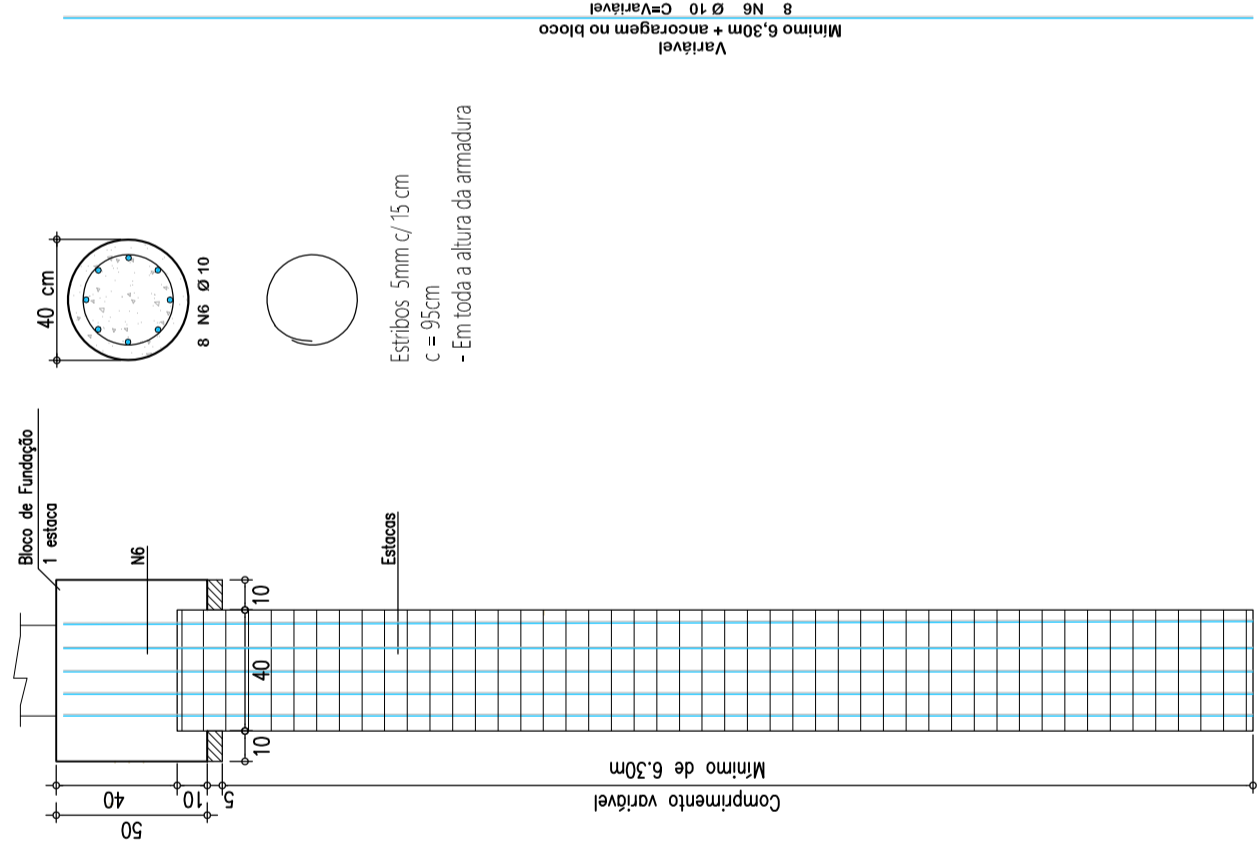 8 N6 Ø 10 C=Variável
Mínimo 6,30m + ancoragem no bloco
Variável
40 cm
8 N6 Ø 10
Estribos 5mm c/ 15 cm
C = 95cm
- Em toda a altura da armadura
Bloco de Fundação
1 estaca
N6
Estacas
10
40
10
50
40
10
5
Mínimo de 6.30m
Comprimento variável